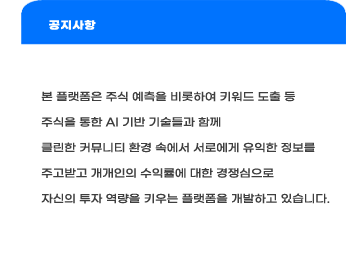 공지사항
본 플랫폼은 주식 예측을 비롯하여 키워드 도출 등
주식을 통한 AI 기반 기술들과 함께
클린한 커뮤니티 환경 속에서 서로에게 유익한 정보를
주고받고 개개인의 수익률에 대한 경쟁심으로
자신의 투자 역량을 키우는 플랫폼을 개발하고 있습니다.